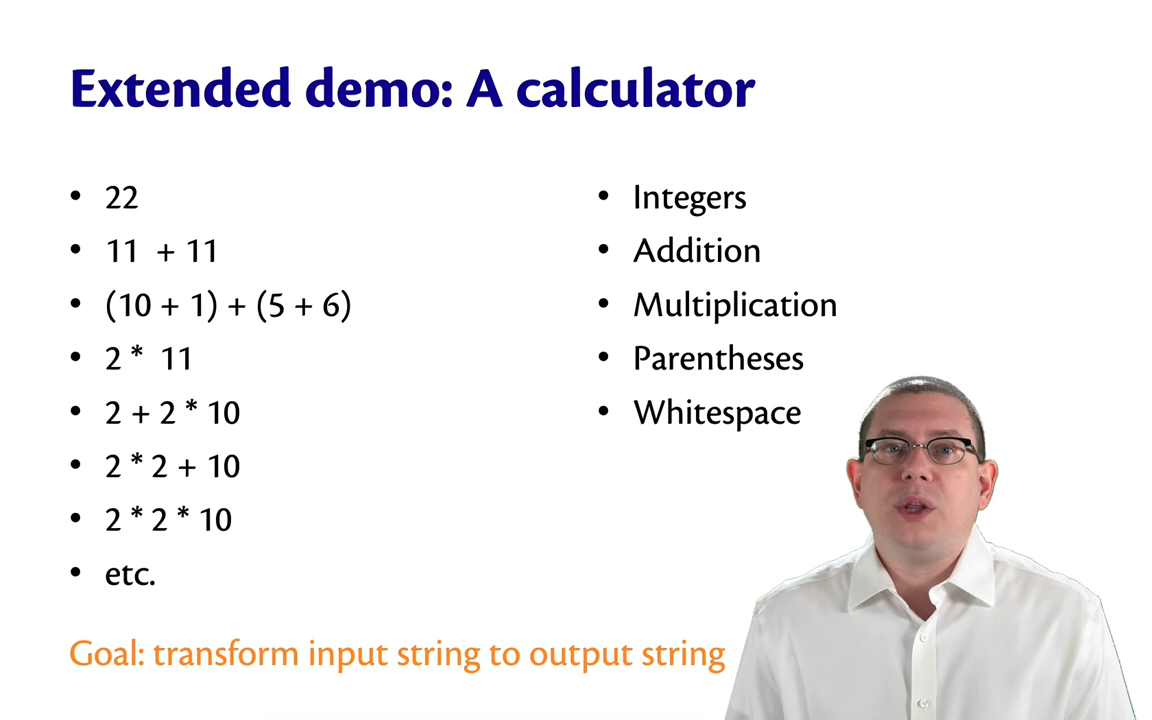 Extended demo: A calculator
• 22
• 11  + 11
• (10 + 1) + (5 + 6)
• 2 *  11
• 2 + 2 * 10
• 2 * 2 + 10
• 2 * 2 * 10
• etc.
• Integers
• Addition
• Multiplication
• Parentheses
• Whitespace
Goal: transform input string to output string